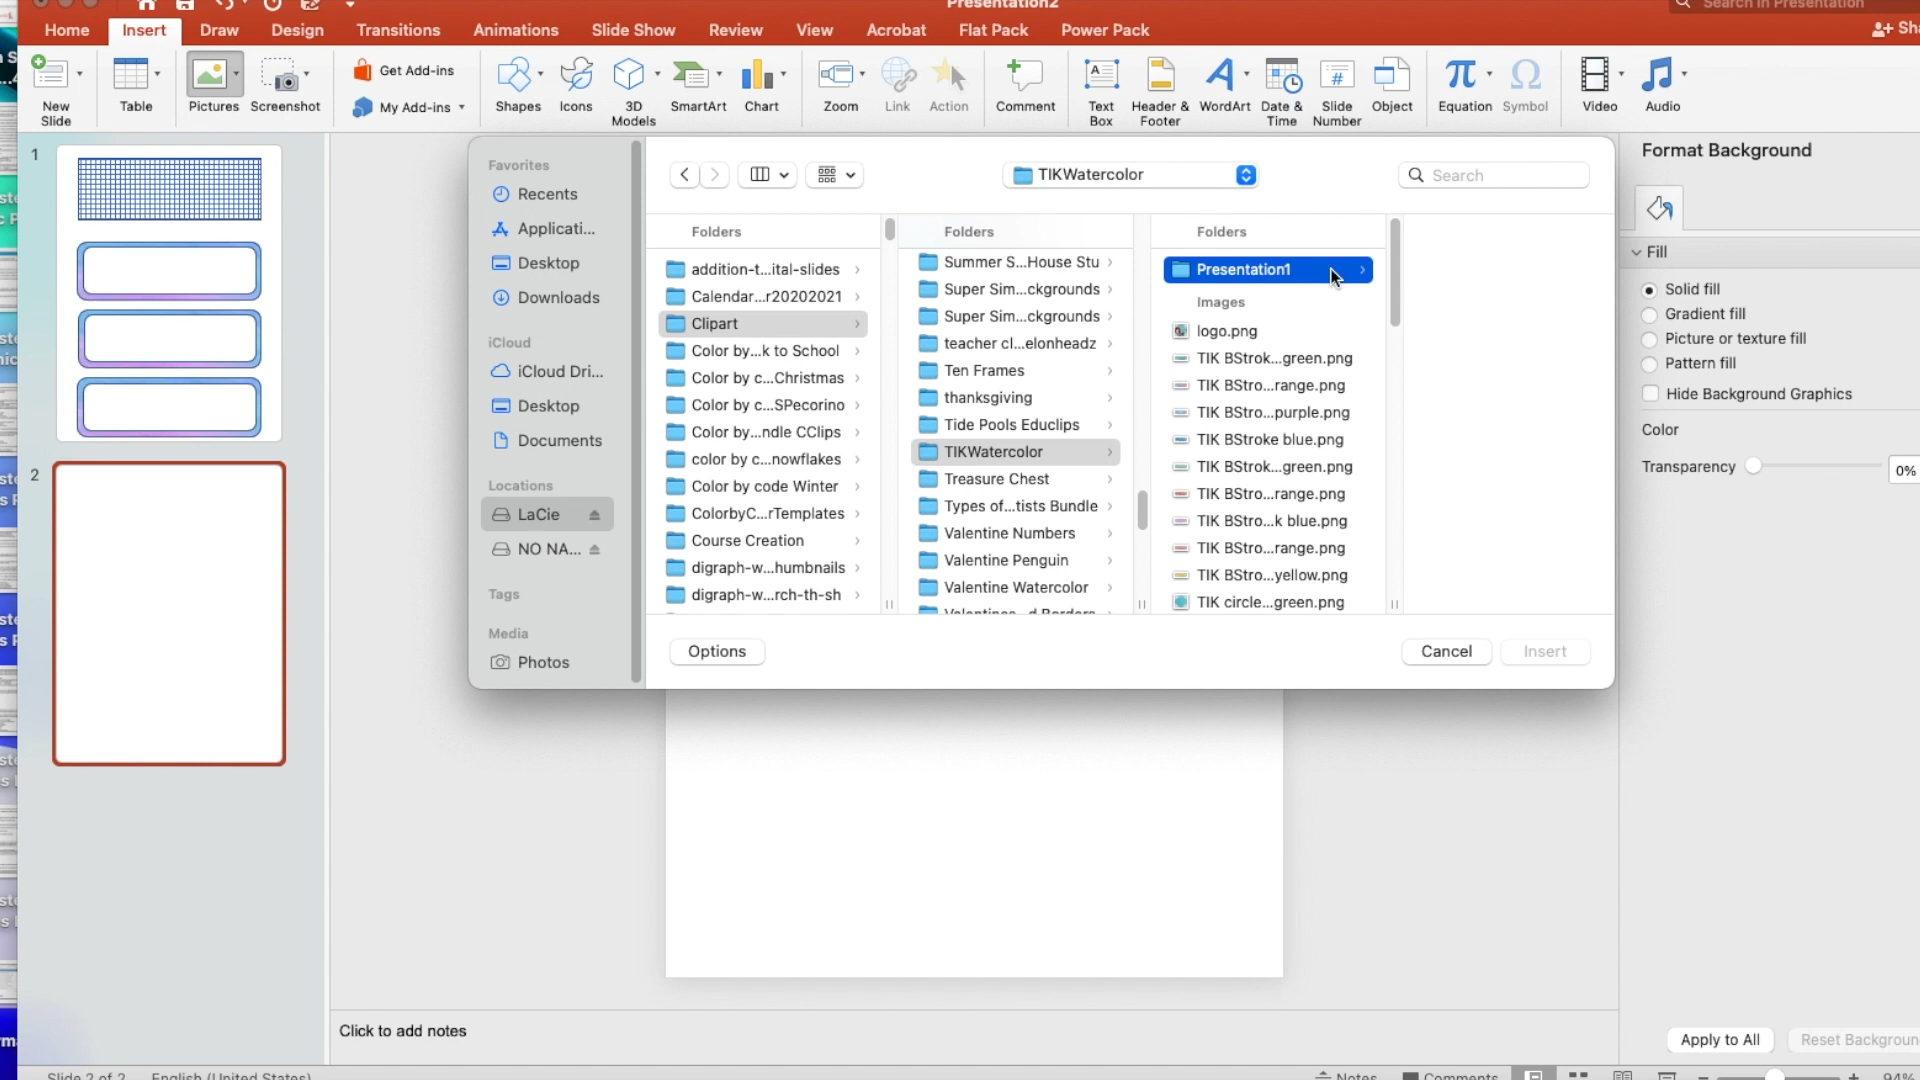 Presentation2
Search in Presentation
Home Insert Draw Design Transitions Animations Slide Show Review View Acrobat Flat Pack Power Pack
New Slide
Table
Pictures
Screenshot
Get Add-ins
My Add-ins
Shapes
Icons
3D Models
SmartArt
Chart
Zoom
Link
Action
Comment
Text Box
Header & Footer
WordArt
Date & Time
Slide Number
Object
Equation
Symbol
Video
Audio
1
2
Favorites
Recents
Applicati...
Desktop
Downloads
iCloud
iCloud Dri...
Desktop
Documents
Locations
LaCie
NO NA...
Tags
Media
Photos
TIKWatercolor
Search
Folders
addition-t...ital-slides
Calendar...r20202021
Clipart
Color by...k to School
Color by c...Christmas
Color by c...SPecorino
Color by...ndle CClips
color by c...nowflakes
Color by code Winter
ColorbyC...rTemplates
Course Creation
digraph-w...humbnails
digraph-w...rch-th-sh
Folders
Summer S...House Stu
Super Sim...ckgrounds
Super Sim...ckgrounds
teacher cl...elonheadz
Ten Frames
thanksgiving
Tide Pools Educlips
TIKWatercolor
Treasure Chest
Types of...tists Bundle
Valentine Numbers
Valentine Penguin
Valentine Watercolor
Folders
Presentation1
Images
logo.png
TIK BStrok...green.png
TIK BStro...range.png
TIK BStro...purple.png
TIK BStroke blue.png
TIK BStrok...green.png
TIK BStro...range.png
TIK BStro...k blue.png
TIK BStro...range.png
TIK BStro...yellow.png
TIK circle...green.png
Options
Cancel
Insert
Format Background
Fill
Solid fill
Gradient fill
Picture or texture fill
Pattern fill
Hide Background Graphics
Color
Transparency
0%
Apply to All
Click to add notes
Slide 2 of 2
English (United States)
Notes
Comments
94%